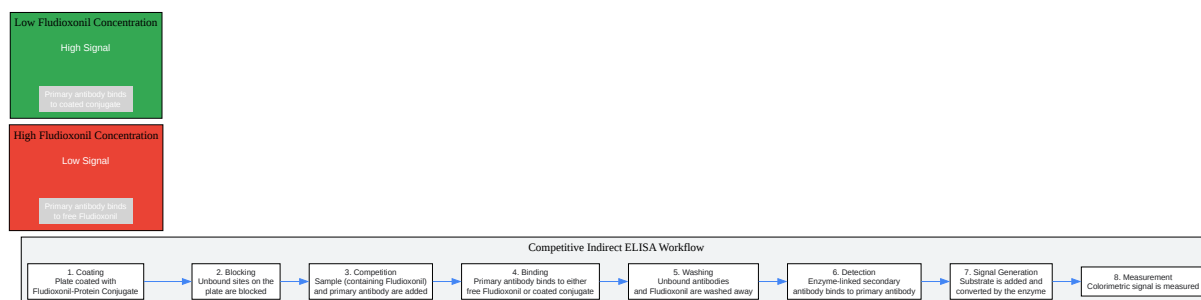 Low Fludioxonil Concentration
High Signal
Primary antibody binds
to coated conjugate
High Fludioxonil Concentration
Low Signal
Primary antibody binds
to free Fludioxonil
Competitive Indirect ELISA Workflow
1. Coating
Plate coated with
Fludioxonil-Protein Conjugate
2. Blocking
Unbound sites on the
plate are blocked
3. Competition
Sample (containing Fludioxonil)
and primary antibody are added
4. Binding
Primary antibody binds to either
free Fludioxonil or coated conjugate
5. Washing
Unbound antibodies
and Fludioxonil are washed away
6. Detection
Enzyme-linked secondary
antibody binds to primary antibody
7. Signal Generation
Substrate is added and
converted by the enzyme
8. Measurement
Colorimetric signal is measured